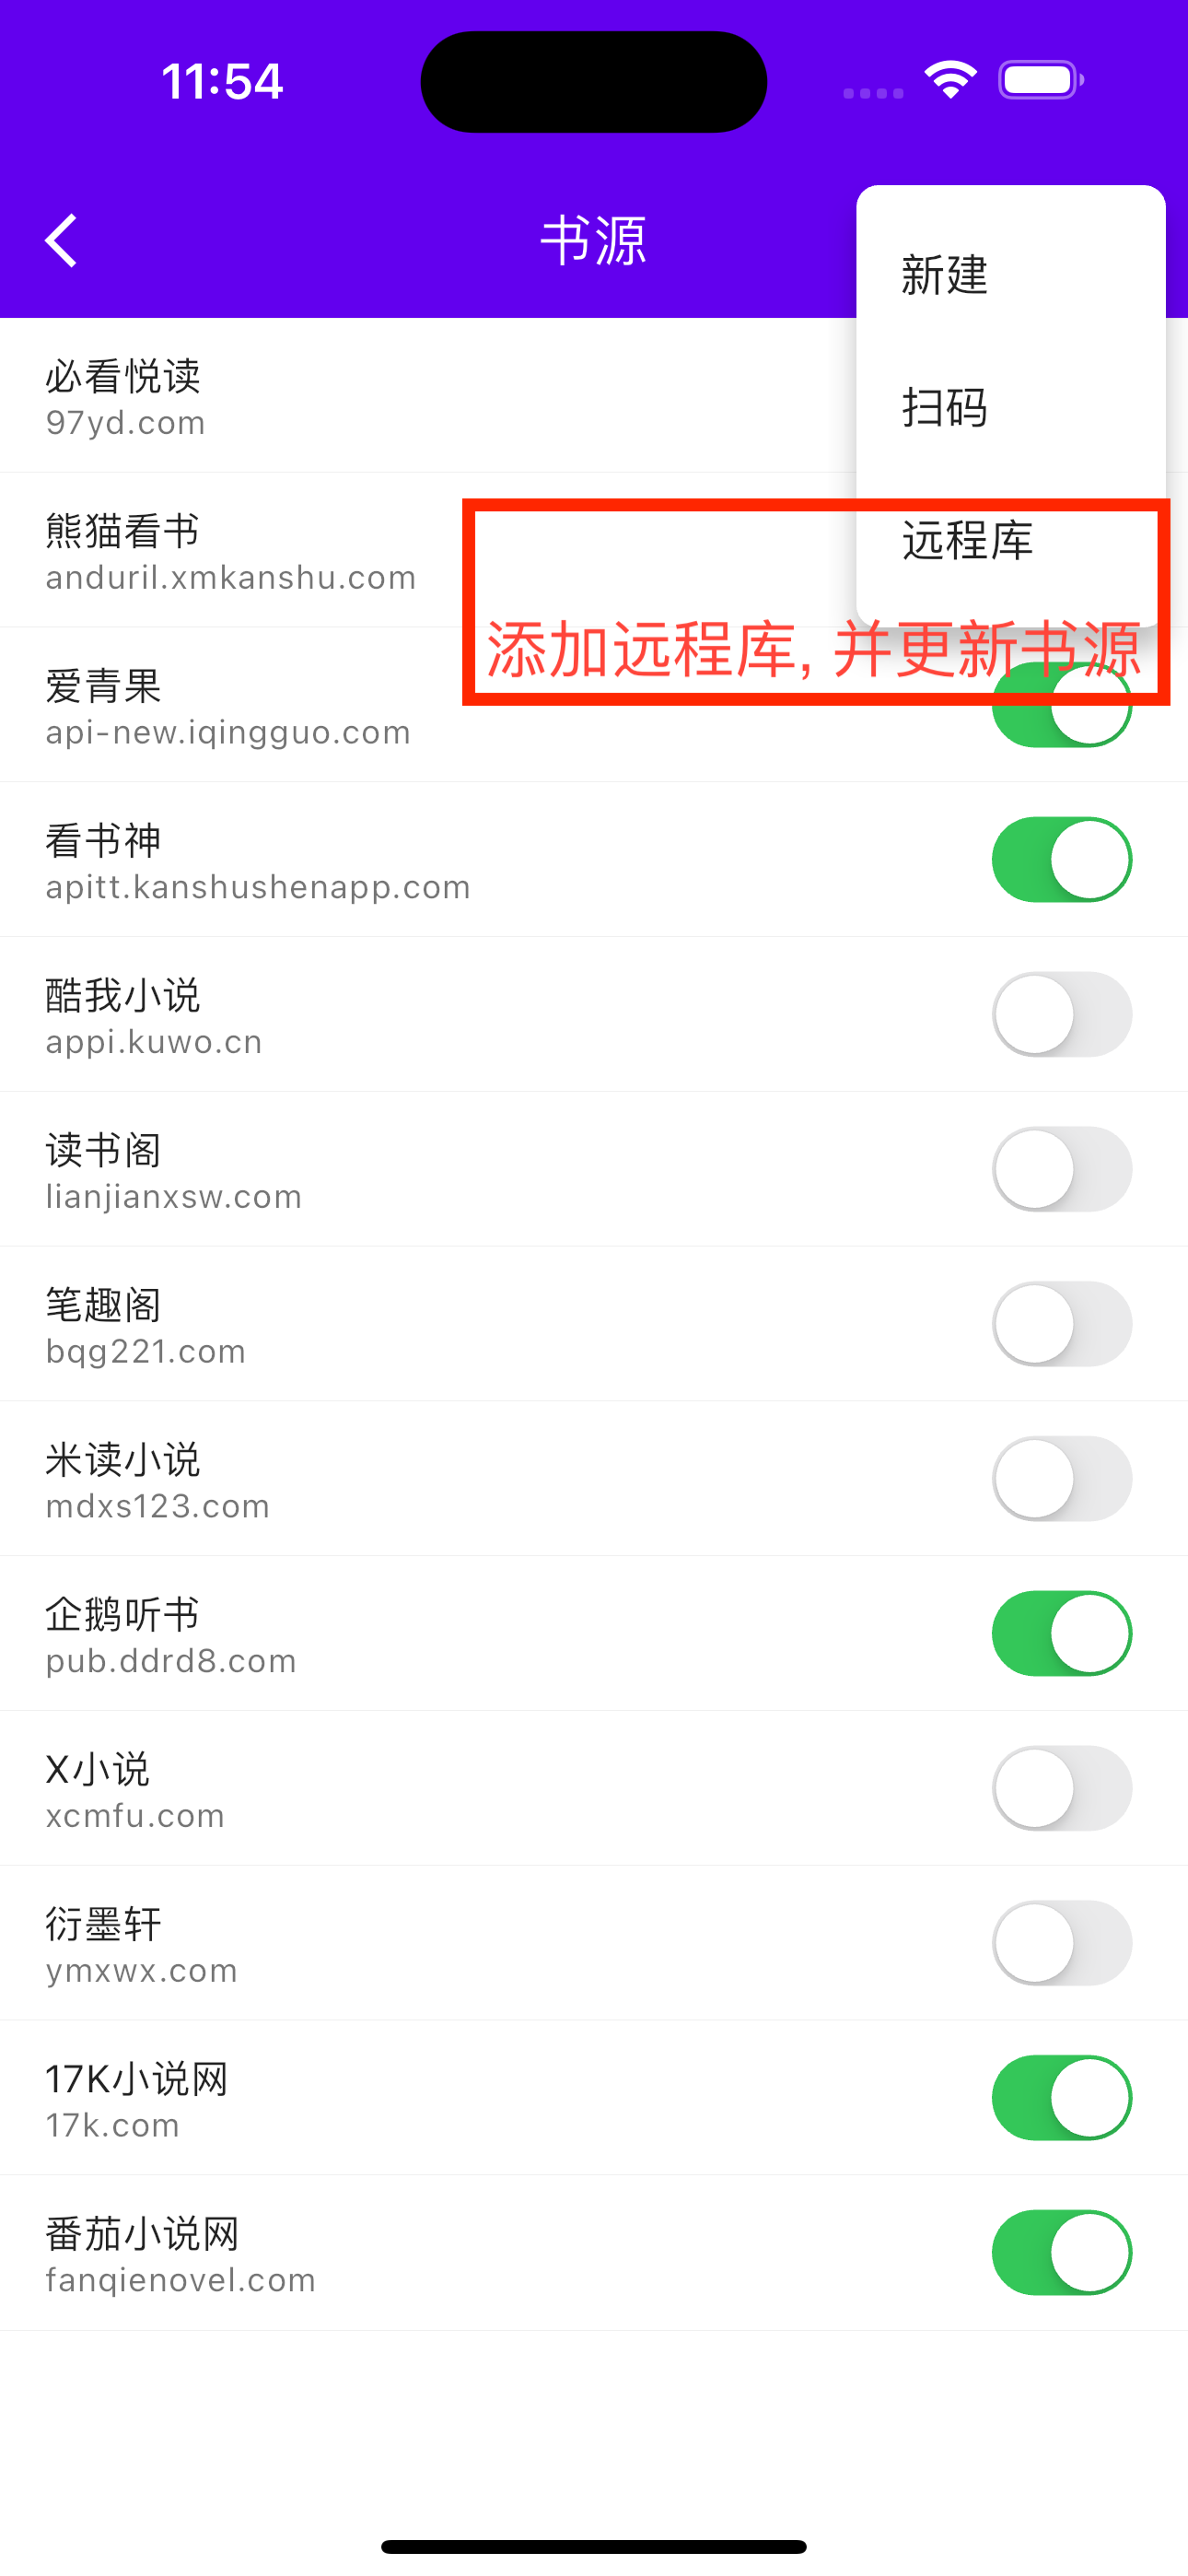 11:54
书源
新建
扫码
远程库
添加远程库, 并更新书源
必看悦读
97yd.com
熊猫看书
anduril.xmkanshu.com
爱青果
api-new.iqingguo.com
看书神
apitt.kanshushenapp.com
酷我小说
appi.kuwo.cn
读书阁
lianjianxsw.com
笔趣阁
bqg221.com
米读小说
mdxs123.com
企鹅听书
pub.ddrd8.com
X小说
xcmfu.com
衍墨轩
ymxwx.com
17K小说网
17k.com
番茄小说网
fanqienovel.com